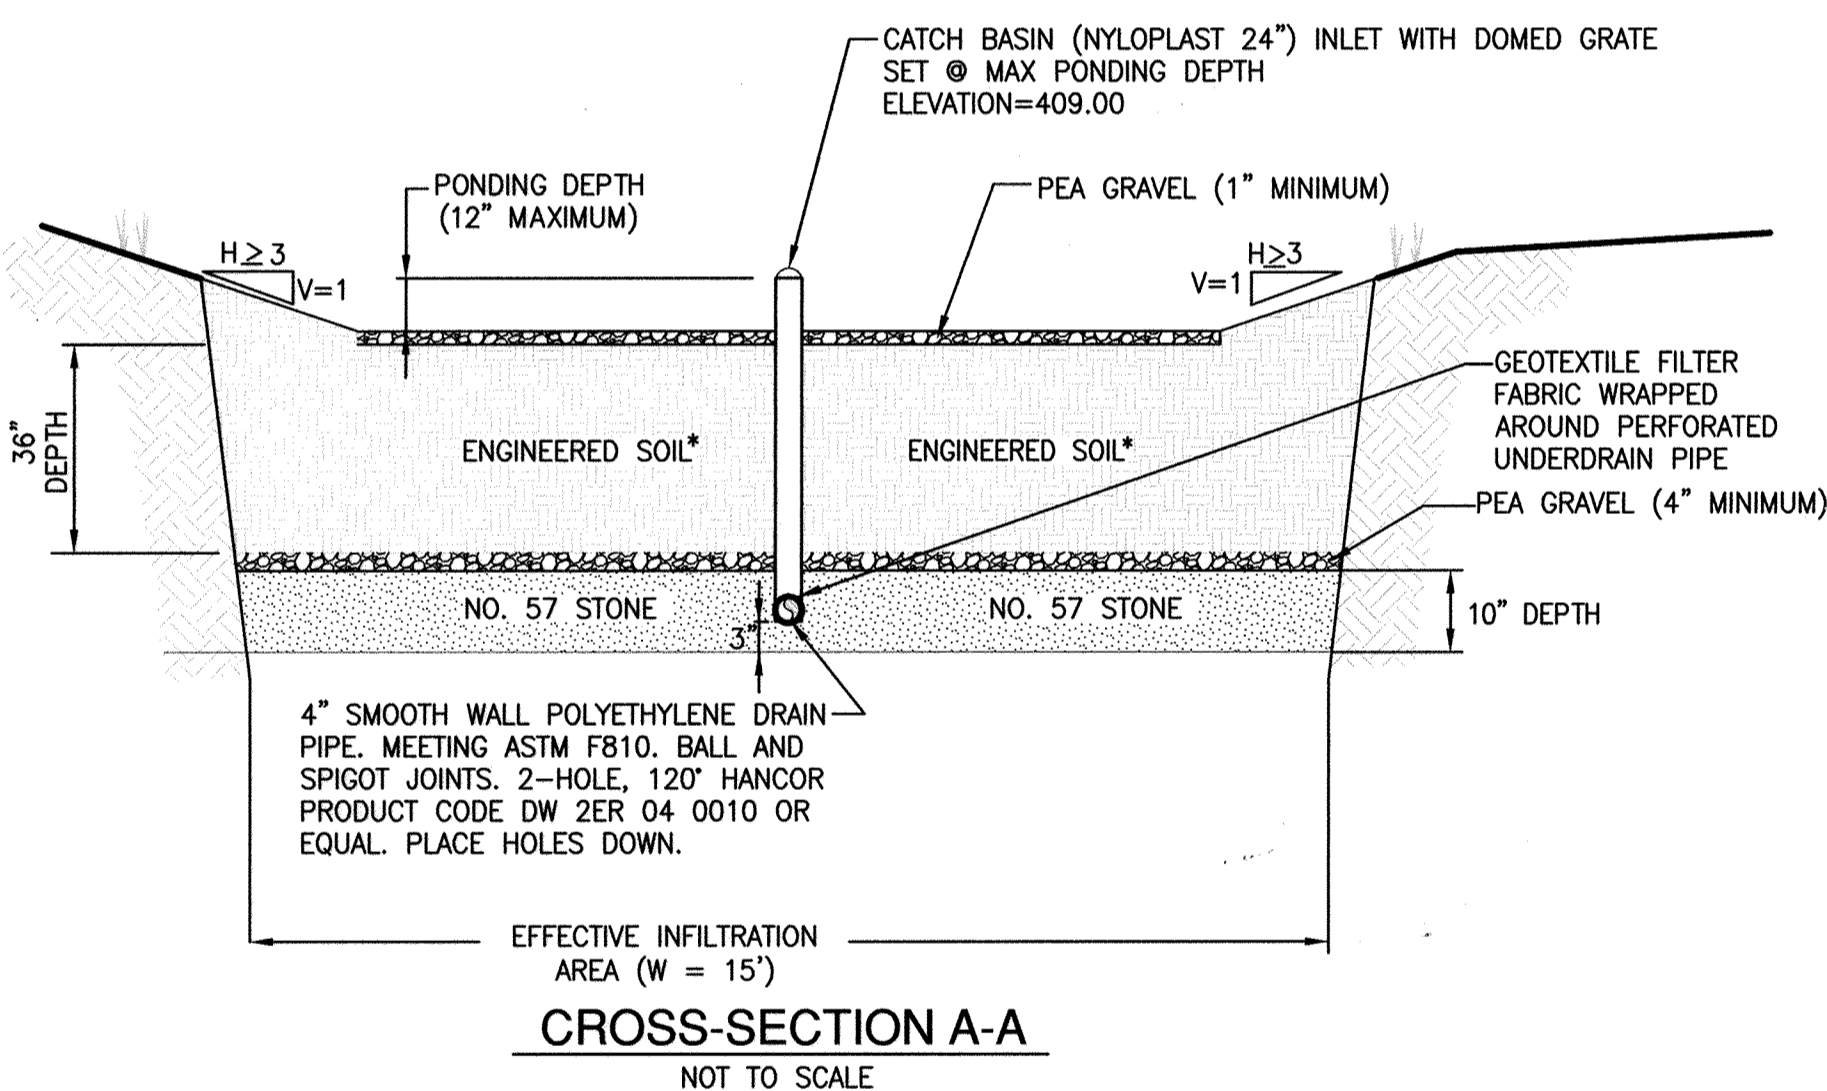 CATCH BASIN (NYLOPLAST 24") INLET WITH DOMED GRATE
SET @ MAX PONDING DEPTH
ELEVATION=409.00
PONDING DEPTH
(12" MAXIMUM)
PEA GRAVEL (1" MINIMUM)
H≥3
V=1
H≥3
V=1
36"
DEPTH
ENGINEERED SOIL*
ENGINEERED SOIL*
GEOTEXTILE FILTER
FABRIC WRAPPED
AROUND PERFORATED
UNDERDRAIN PIPE
PEA GRAVEL (4" MINIMUM)
NO. 57 STONE
NO. 57 STONE
10" DEPTH
3"
4" SMOOTH WALL POLYETHYLENE DRAIN
PIPE. MEETING ASTM F810. BALL AND
SPIGOT JOINTS. 2-HOLE, 120° HANCOR
PRODUCT CODE DW 2ER 04 0010 OR
EQUAL. PLACE HOLES DOWN.
EFFECTIVE INFILTRATION
AREA (W = 15')
CROSS-SECTION A-A
NOT TO SCALE